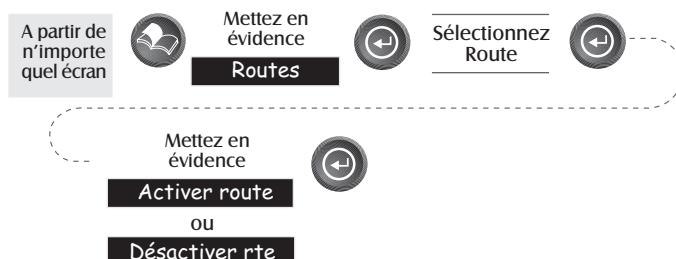 A partir de
n’importe
quel écran
Mettez en
évidence
Routes
Sélectionnez
Route
Mettez en
évidence
Activer route
ou
Désactiver rte